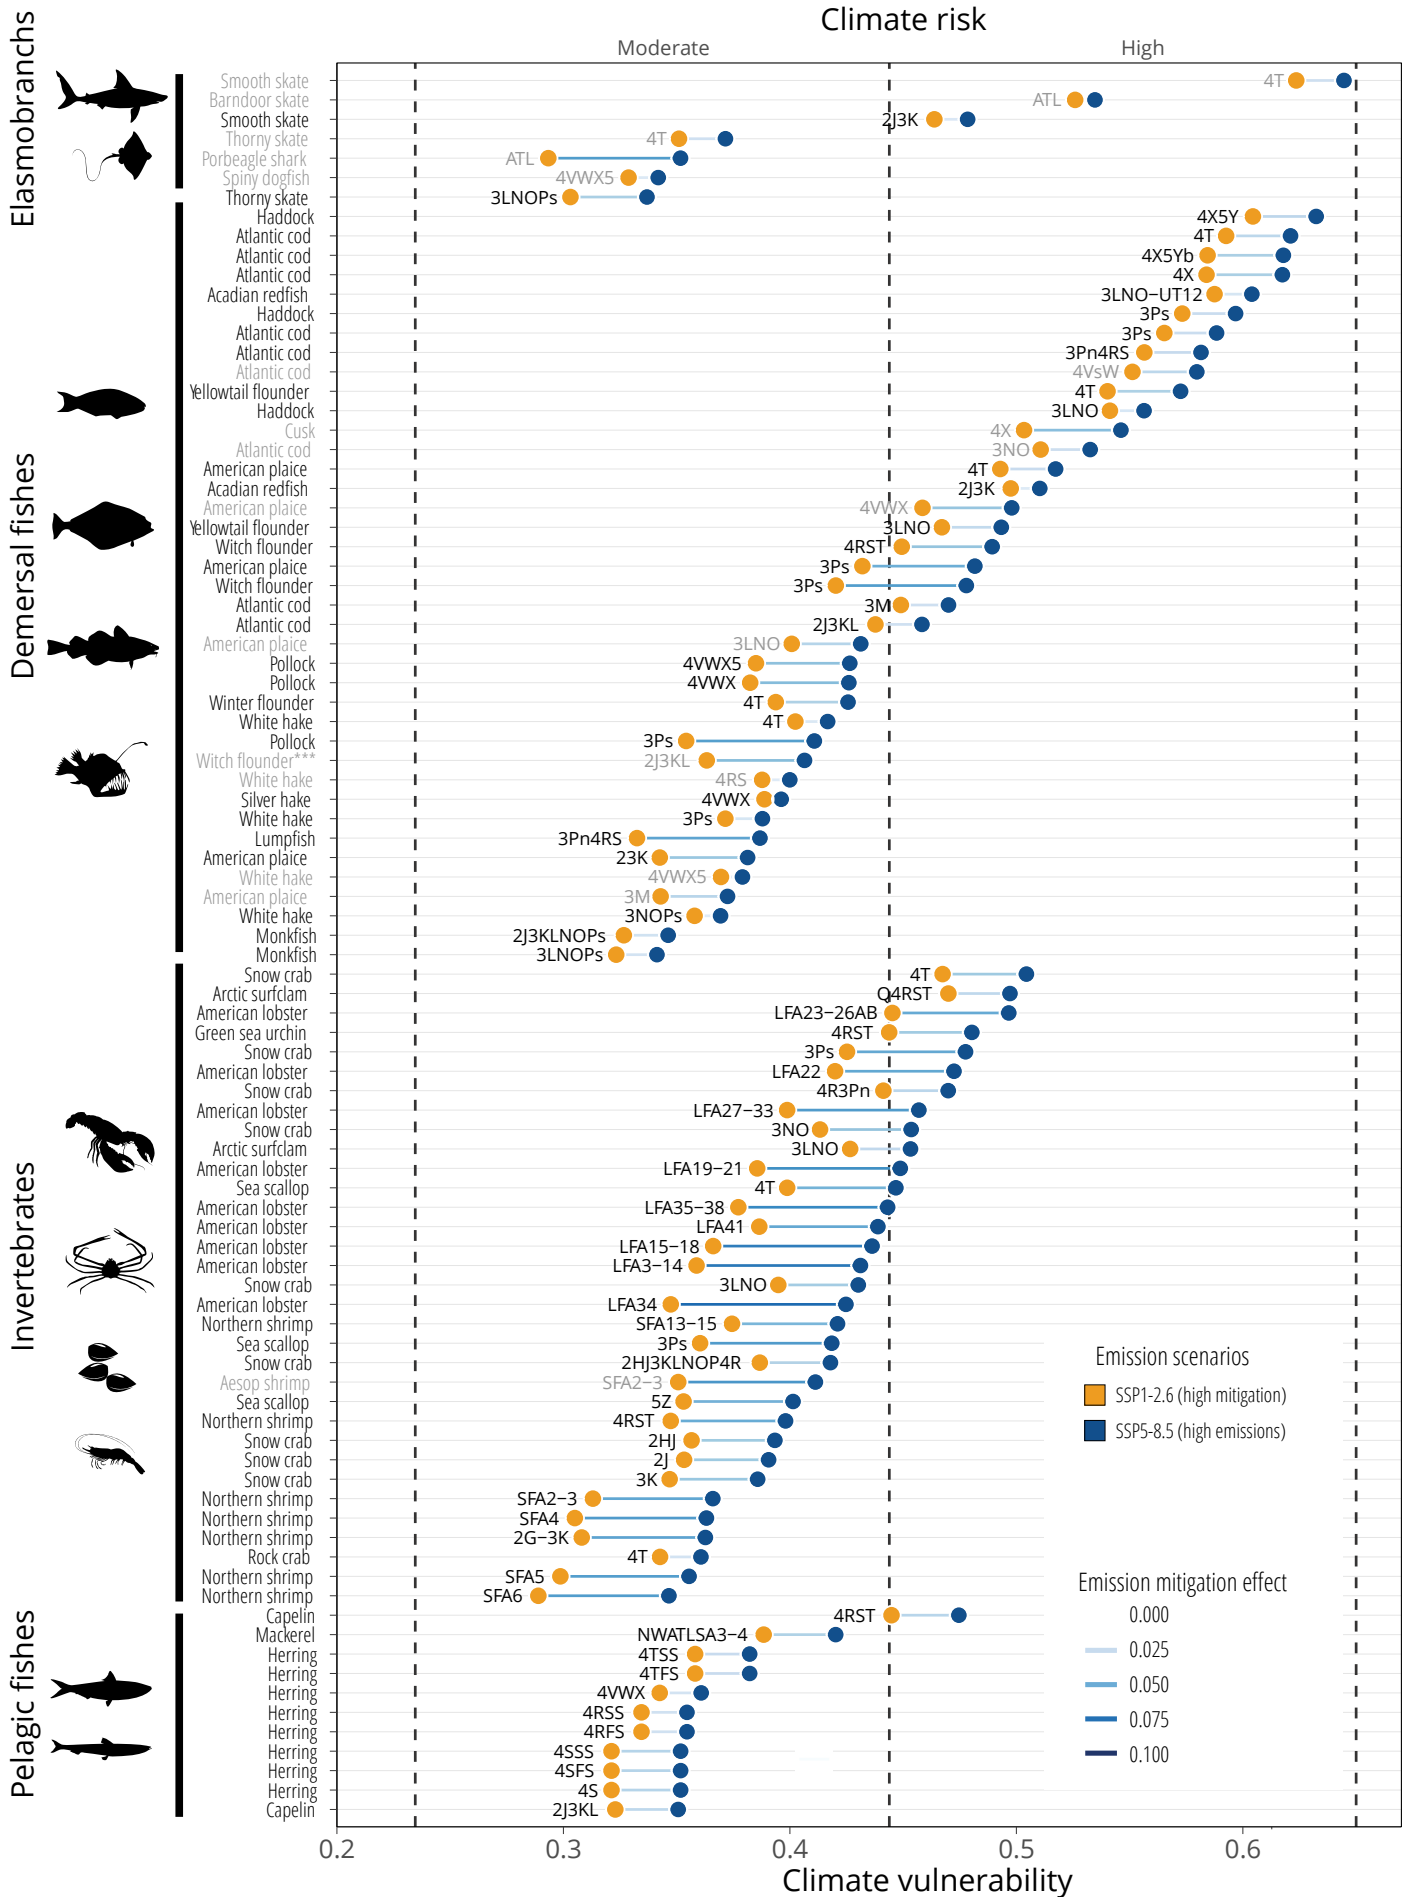 Climate risk
Moderate High
Elasmobranchs
Smooth skate 4T
Barndoor skate ATL
Smooth skate 2J3K
Thorny skate 4T
Porbeagle shark ATL
Spiny dogfish 4VWX5
Thorny skate 3LNOPs
Demersal fishes
Haddock 4X5Y
Atlantic cod 4T
Atlantic cod 4X5Yb
Atlantic cod 4X
Acadian redfish 3LNO−UT12
Haddock 3Ps
Atlantic cod 3Ps
Atlantic cod 3Pn4RS
Atlantic cod 4VsW
Yellowtail flounder 4T
Haddock 3LNO
Cusk 4X
Atlantic cod 3NO
American plaice 4T
Acadian redfish 2J3K
American plaice 4VWX
Yellowtail flounder 3LNO
Witch flounder 4RST
American plaice 3Ps
Witch flounder 3Ps
Atlantic cod 3M
Atlantic cod 2J3KL
American plaice 3LNO
Pollock 4VWX5
Pollock 4VWX
Winter flounder 4T
White hake 4T
Pollock 3Ps
Witch flounder*** 2J3KL
White hake 4RS
Silver hake 4VWX
White hake 3Ps
Lumpfish 3Pn4RS
American plaice 23K
White hake 4VWX5
American plaice 3M
White hake 3NOPs
Monkfish 2J3KLNOPs
Monkfish 3LNOPs
Invertebrates
Snow crab 4T
Arctic surfclam Q4RST
American lobster LFA23−26AB
Green sea urchin 4RST
Snow crab 3Ps
American lobster LFA22
Snow crab 4R3Pn
American lobster LFA27−33
Snow crab 3NO
Arctic surfclam 3LNO
American lobster LFA19−21
Sea scallop 4T
American lobster LFA35−38
American lobster LFA41
American lobster LFA15−18
American lobster LFA3−14
Snow crab 3LNO
American lobster LFA34
Northern shrimp SFA13−15
Sea scallop 3Ps
Snow crab 2HJ3KLNOP4R
Aesop shrimp SFA2−3
Sea scallop 5Z
Northern shrimp 4RST
Snow crab 2HJ
Snow crab 2J
Snow crab 3K
Northern shrimp SFA2−3
Northern shrimp SFA4
Northern shrimp 2G−3K
Rock crab 4T
Northern shrimp SFA5
Northern shrimp SFA6
Pelagic fishes
Capelin 4RST
Mackerel NWATLSA3−4
Herring 4TSS
Herring 4TFS
Herring 4VWX
Herring 4RSS
Herring 4RFS
Herring 4SSS
Herring 4SFS
Herring 4S
Capelin 2J3KL
Emission scenarios
SSP1-2.6 (high mitigation)
SSP5-8.5 (high emissions)
Emission mitigation effect
0.000
0.025
0.050
0.075
0.100
0.2 0.3 0.4 0.5 0.6
Climate vulnerability